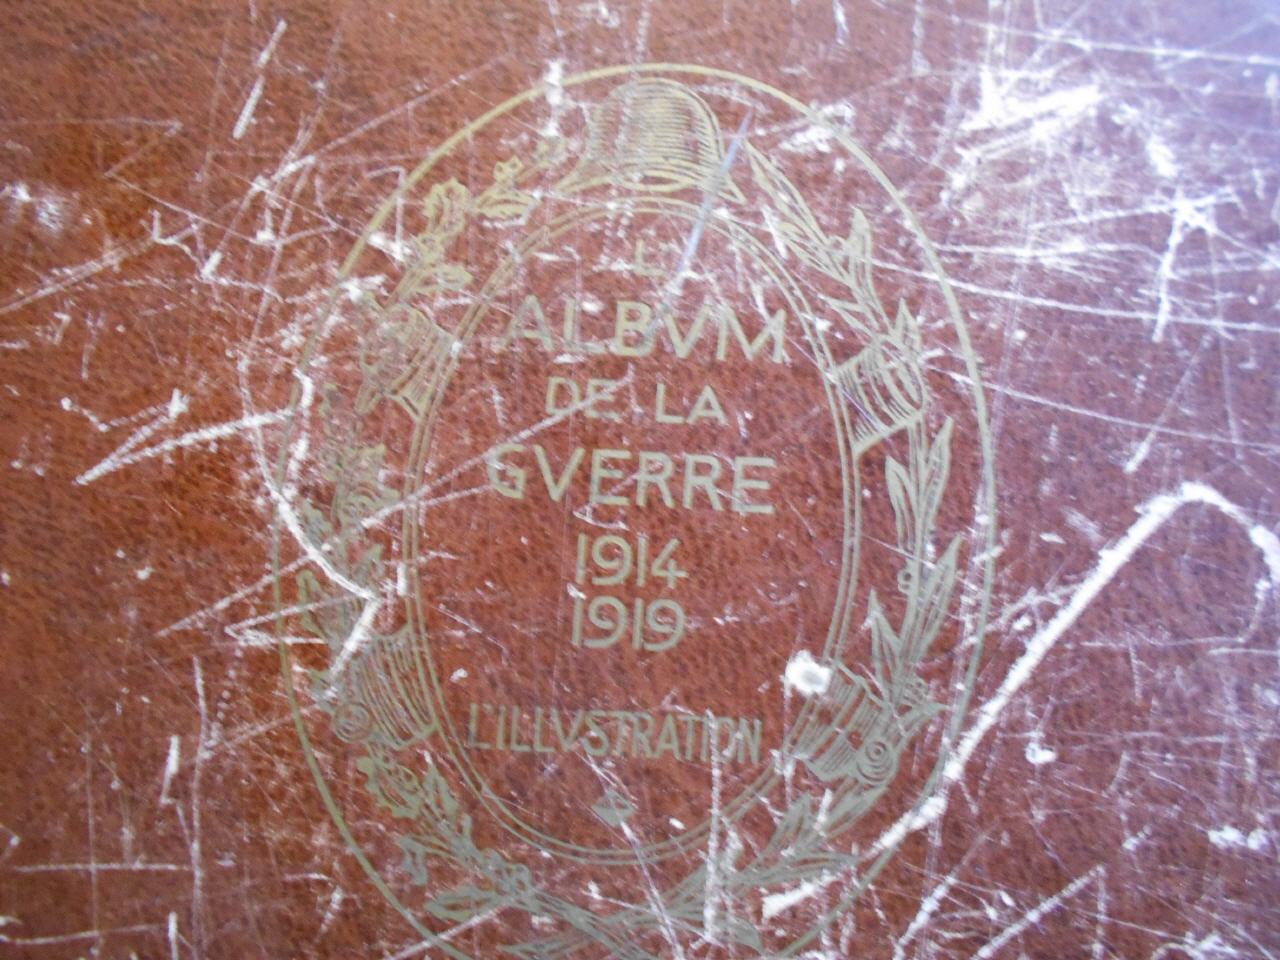 L'
ALBVM
DE LA
GVERRE
1914
1919
L'ILLVSTRATION